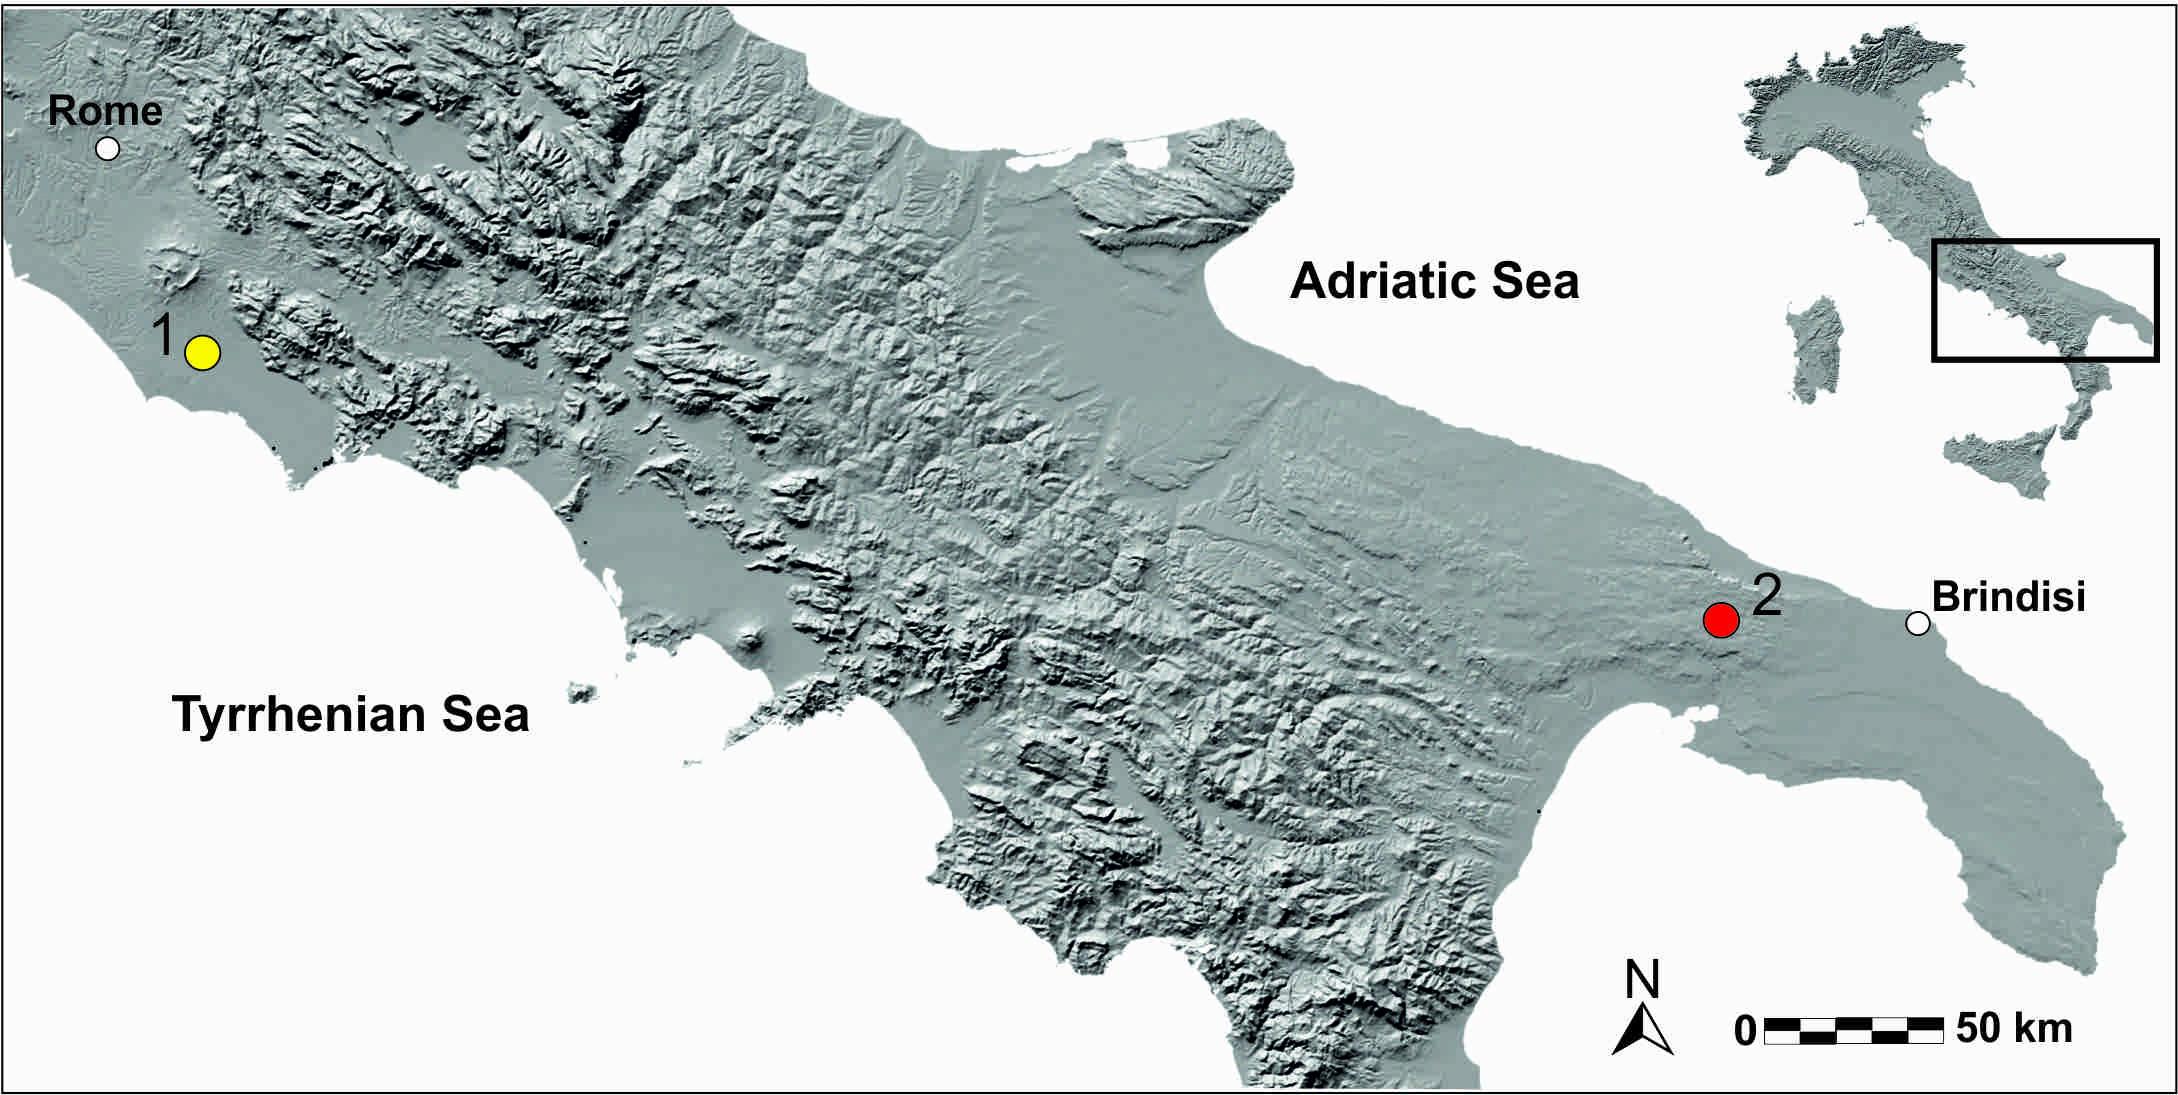 Rome
Adriatic Sea
1
2
Brindisi
Tyrrhenian Sea
N
0 50 km